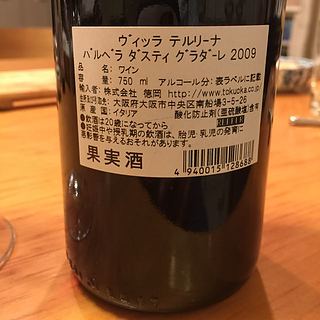 ヴィッラ テルリーナ
バルベラ ダスティ グラダーレ 2009
品 名: ワイン
容 量: 750 ml アルコール分: 表ラベルに記載
輸入者: 株式会社 徳岡 http://www.tokuoka.co.jp
引取先: 大阪府大阪市中央区南船場3-5-26
原 産 国: イタリア 酸化防止剤(亜硫酸塩)含有
●飲酒は20歳になってから
●妊娠中や授乳期の飲酒は、胎児・乳児の発育に
悪影響を与えるおそれがあります。
果実酒
4 940015 128688